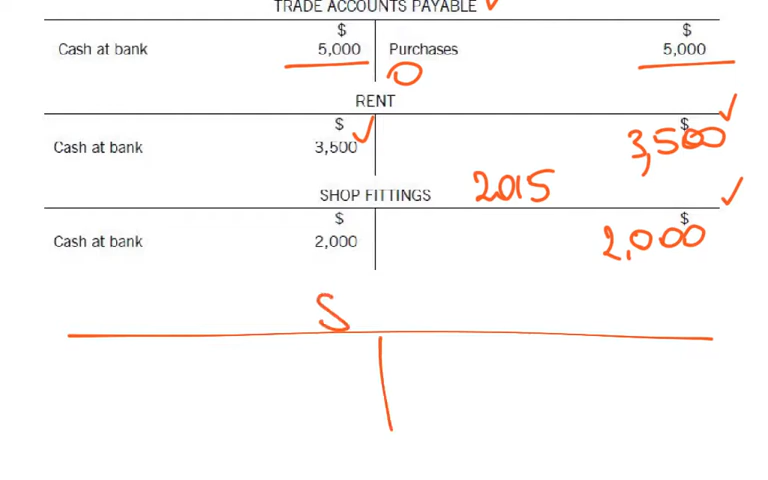 TRADE ACCOUNTS PAYABLE ✓
$ $
Cash at bank 5,000 Purchases 5,000
0
RENT ✓
$ ✓ $
Cash at bank 3,500 3,500
SHOP FITTINGS 2015 ✓
$ $
Cash at bank 2,000 2,000
S